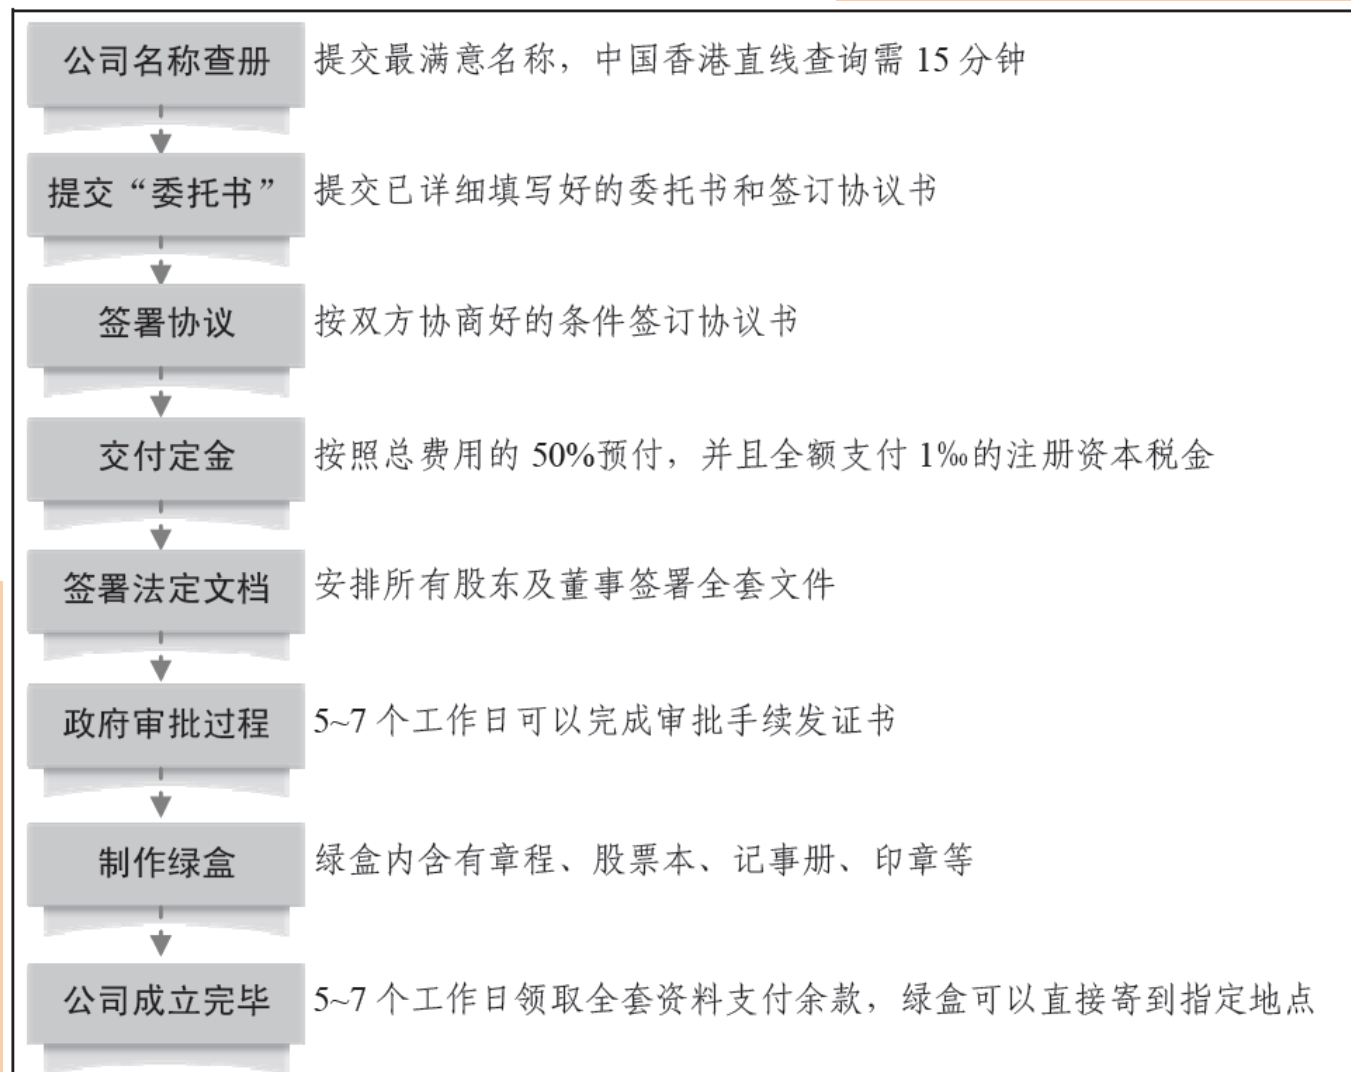 公司名称查册 提交最满意名称，中国香港直线查询需 15 分钟
提交“委托书” 提交已详细填写好的委托书和签订协议书
签署协议 按双方协商好的条件签订协议书
交付定金 按照总费用的 50%预付，并且全额支付 1‰的注册资本税金
签署法定文档 安排所有股东及董事签署全套文件
政府审批过程 5~7 个工作日可以完成审批手续发证书
制作绿盒 绿盒内含有章程、股票本、记事册、印章等
公司成立完毕 5~7 个工作日领取全套资料支付余款，绿盒可以直接寄到指定地点